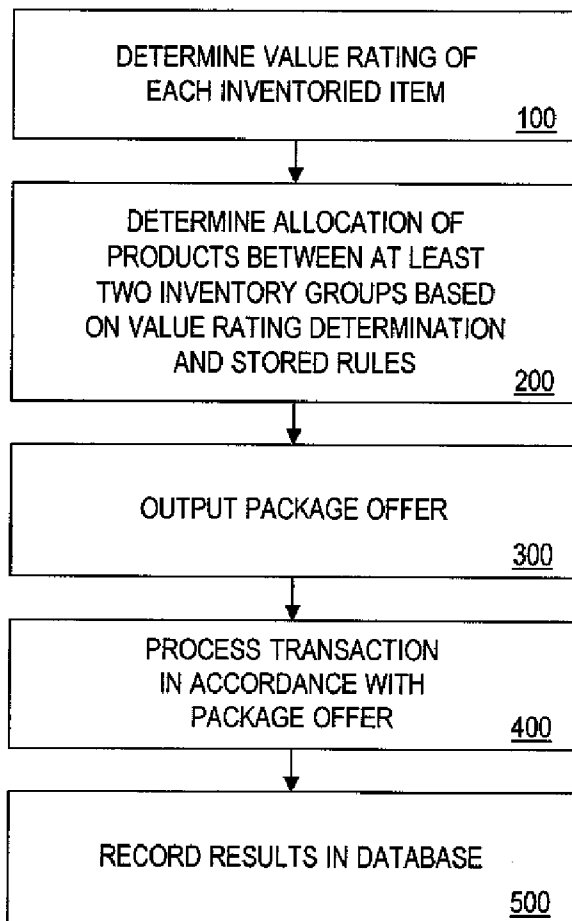 DETERMINE VALUE RATING OF
EACH INVENTORIED ITEM
100
DETERMINE ALLOCATION OF
PRODUCTS BETWEEN AT LEAST
TWO INVENTORY GROUPS BASED
ON VALUE RATING DETERMINATION
AND STORED RULES
200
OUTPUT PACKAGE OFFER
300
PROCESS TRANSACTION
IN ACCORDANCE WITH
PACKAGE OFFER
400
RECORD RESULTS IN DATABASE
500